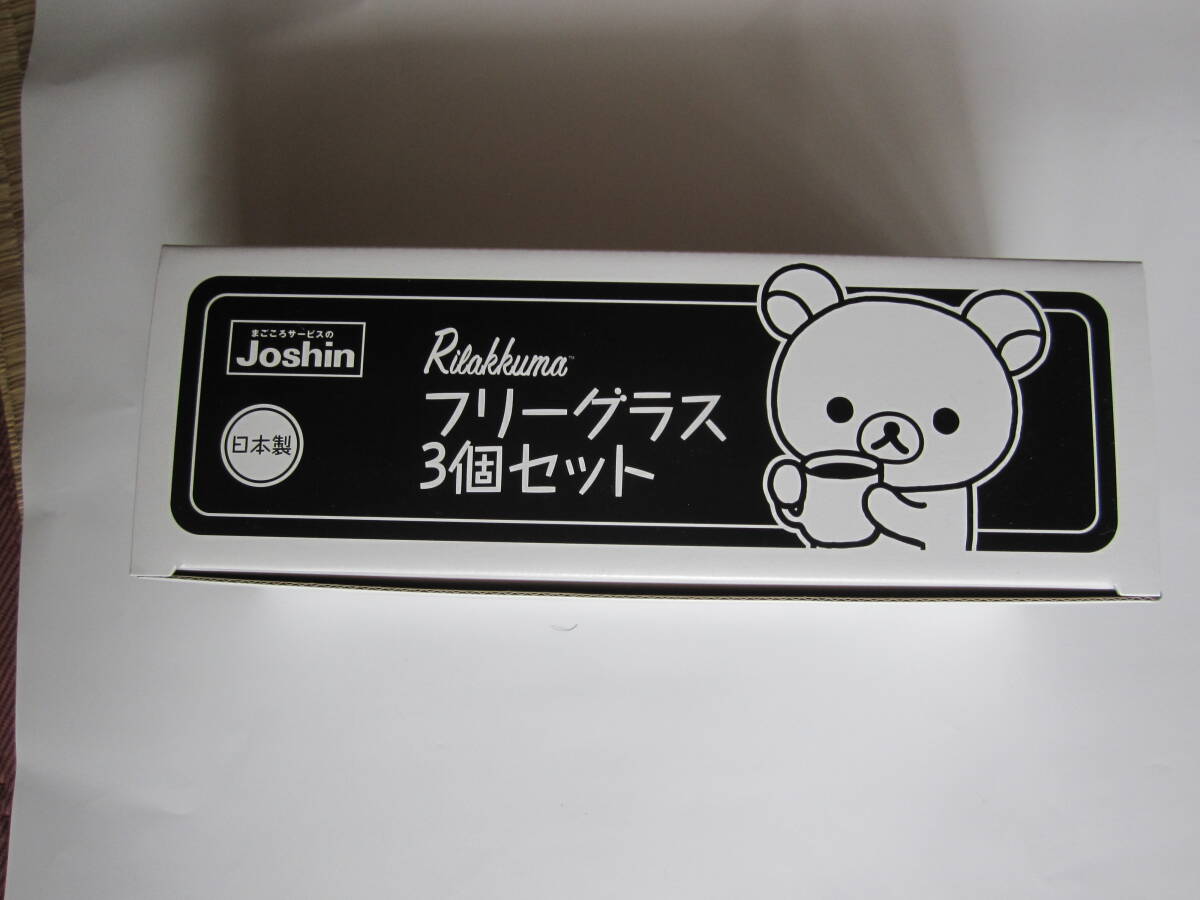 まごころサービスの
Joshin
日本製
Rilakkuma™
フリーグラス
3個セット